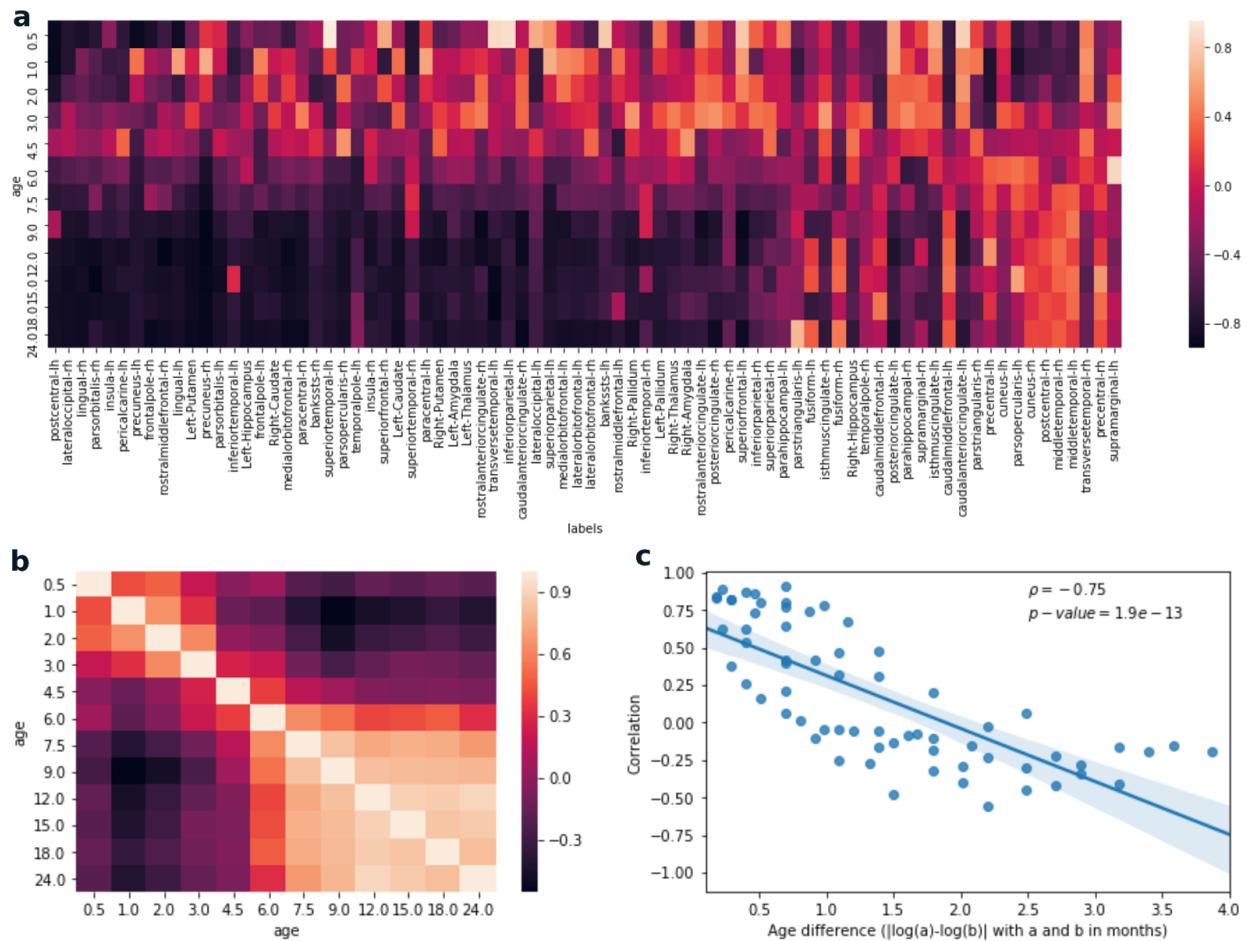 a
0.5
1.0
2.0
3.0
4.5
6.0
7.5
9.0
12.0
15.0
18.0
24.0
age
0.8
0.4
0.0
−0.4
−0.8
postcentral-lh
lateraloccipital-rh
lingual-rh
parsorbitalis-rh
insula-lh
pericalcarine-lh
precuneus-lh
frontalpole-rh
rostralmiddlefrontal-rh
lingual-lh
Left-Putamen
precuneus-rh
parsorbitalis-lh
inferiortemporal-lh
Left-Hippocampus
frontalpole-lh
Right-Caudate
medialorbitofrontal-rh
paracentral-rh
bankssts-rh
superiortemporal-lh
parsopercularis-rh
temporalpole-lh
insula-rh
superiorfrontal-rh
Left-Caudate
superiortemporal-rh
paracentral-lh
Right-Putamen
Left-Amygdala
Left-Thalamus
rostralanteriorcingulate-rh
transversetemporal-lh
inferiorparietal-lh
caudalanteriorcingulate-rh
lateraloccipital-lh
superiorparietal-lh
medialorbitofrontal-lh
lateralorbitofrontal-lh
lateralorbitofrontal-rh
bankssts-lh
rostralmiddlefrontal-lh
Right-Pallidum
inferiortemporal-rh
Left-Pallidum
Right-Thalamus
Right-Amygdala
rostralanteriorcingulate-lh
posteriorcingulate-rh
pericalcarine-rh
superiorfrontal-lh
inferiorparietal-rh
superiorparietal-rh
parahippocampal-lh
parstriangularis-lh
fusiform-lh
isthmuscingulate-rh
fusiform-rh
Right-Hippocampus
temporalpole-rh
caudalmiddlefrontal-rh
posteriorcingulate-lh
parahippocampal-rh
supramarginal-rh
isthmuscingulate-lh
caudalmiddlefrontal-lh
caudalanteriorcingulate-lh
parstriangularis-rh
precentral-lh
cuneus-lh
parsopercularis-lh
cuneus-rh
postcentral-rh
middletemporal-rh
middletemporal-lh
transversetemporal-rh
precentral-rh
supramarginal-lh
labels
b
0.5
1.0
2.0
3.0
4.5
6.0
7.5
9.0
12.0
15.0
18.0
24.0
age
0.5 1.0 2.0 3.0 4.5 6.0 7.5 9.0 12.0 15.0 18.0 24.0
age
0.9
0.6
0.3
0.0
−0.3
c
1.00
0.75
0.50
0.25
0.00
−0.25
−0.50
−0.75
−1.00
Correlation
ρ = −0.75
p − value = 1.9e − 13
0.5 1.0 1.5 2.0 2.5 3.0 3.5 4.0
Age difference (|log(a)-log(b)| with a and b in months)